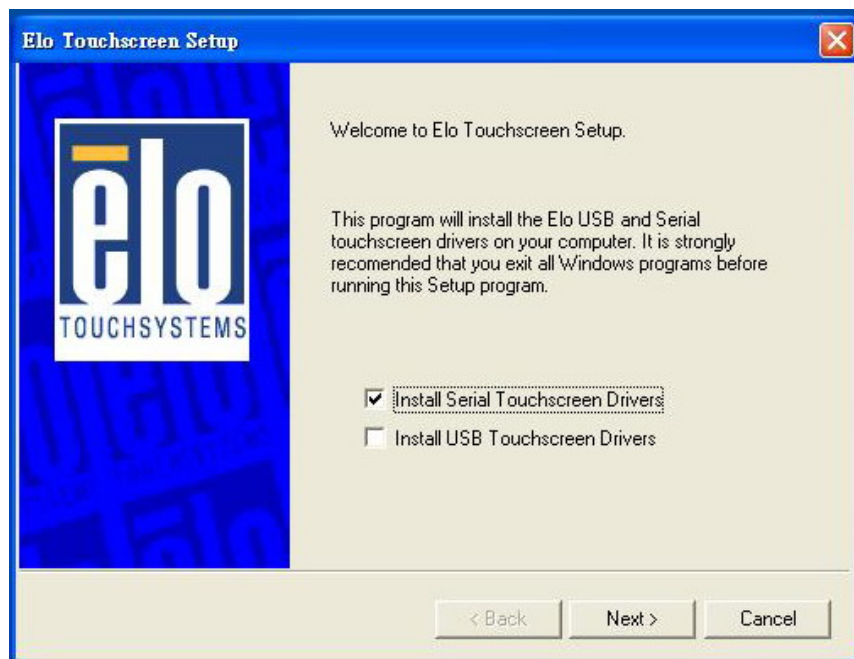 Elo Touchscreen Setup
elo
TOUCHSYSTEMS
Welcome to Elo Touchscreen Setup.
This program will install the Elo USB and Serial
touchscreen drivers on your computer. It is strongly
recomended that you exit all Windows programs before
running this Setup program.
Install Serial Touchscreen Drivers
Install USB Touchscreen Drivers
< Back
Next >
Cancel